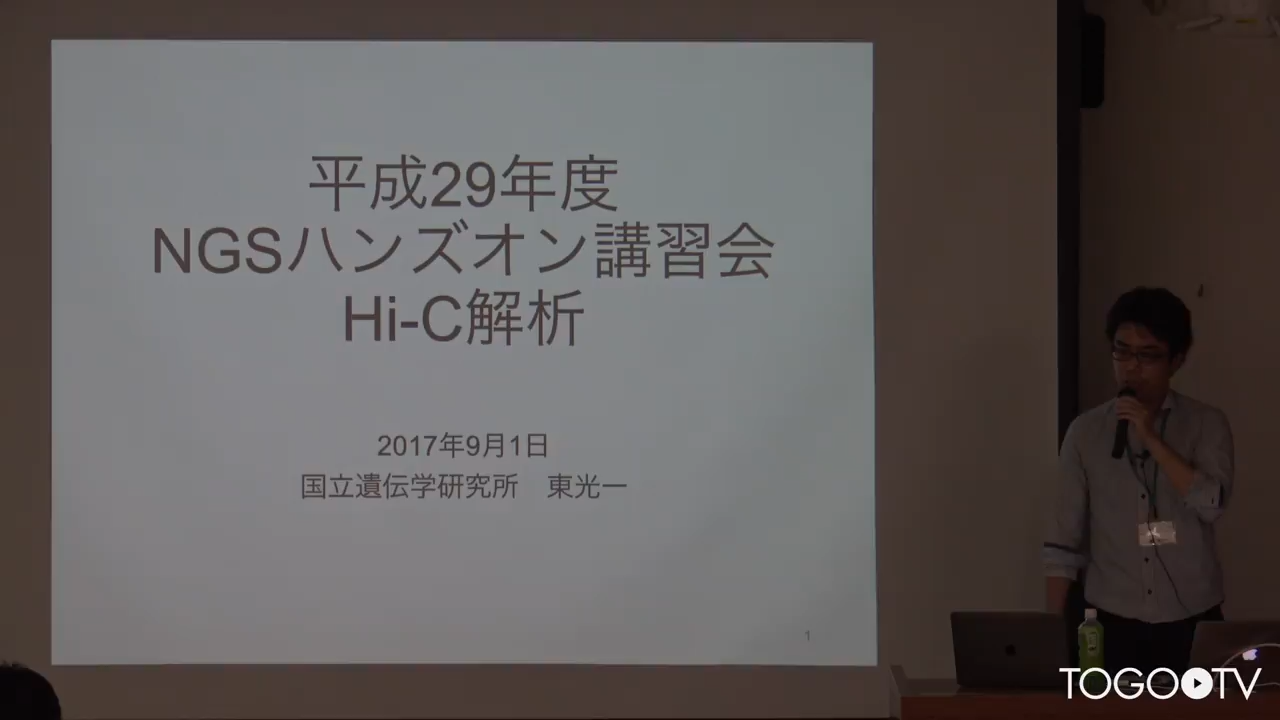 平成29年度
NGSハンズオン講習会
Hi-C解析
2017年9月1日
国立遺伝学研究所　東光一
1
TOGOTV